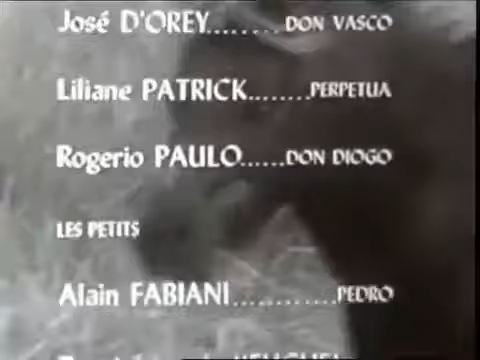 José D'OREY........DON VASCO
Liliane PATRICK.......PERPETUA
Rogerio PAULO......DON DIOGO
LES PETITS
Alain FABIANI............PEDRO